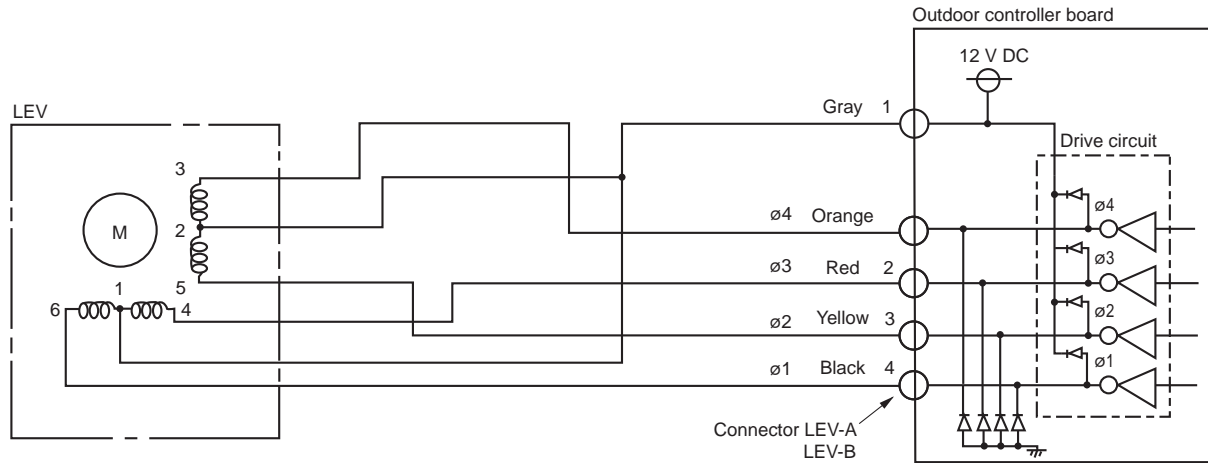 Outdoor controller board
12 V DC
LEV
Gray 1
Drive circuit
3
M
2
5
1
6
4
ø4 Orange
ø3 Red 2
ø2 Yellow 3
ø1 Black 4
ø4
ø3
ø2
ø1
Connector LEV-A
LEV-B